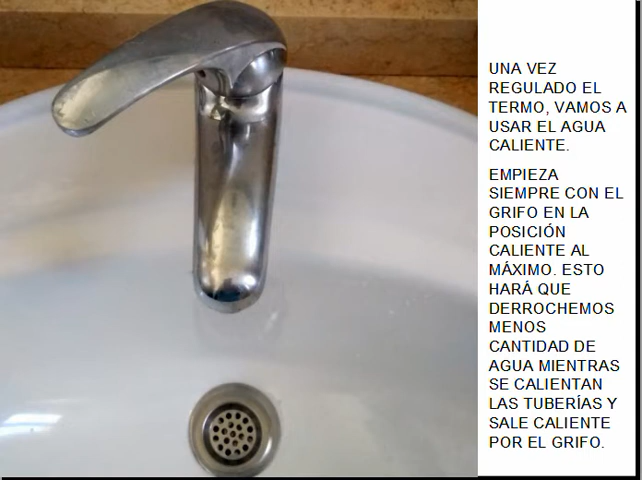 UNA VEZ
REGULADO EL
TERMO, VAMOS A
USAR EL AGUA
CALIENTE.
EMPIEZA
SIEMPRE CON EL
GRIFO EN LA
POSICIÓN
CALIENTE AL
MÁXIMO. ESTO
HARÁ QUE
DERROCHEMOS
MENOS
CANTIDAD DE
AGUA MIENTRAS
SE CALIENTAN
LAS TUBERÍAS Y
SALE CALIENTE
POR EL GRIFO.